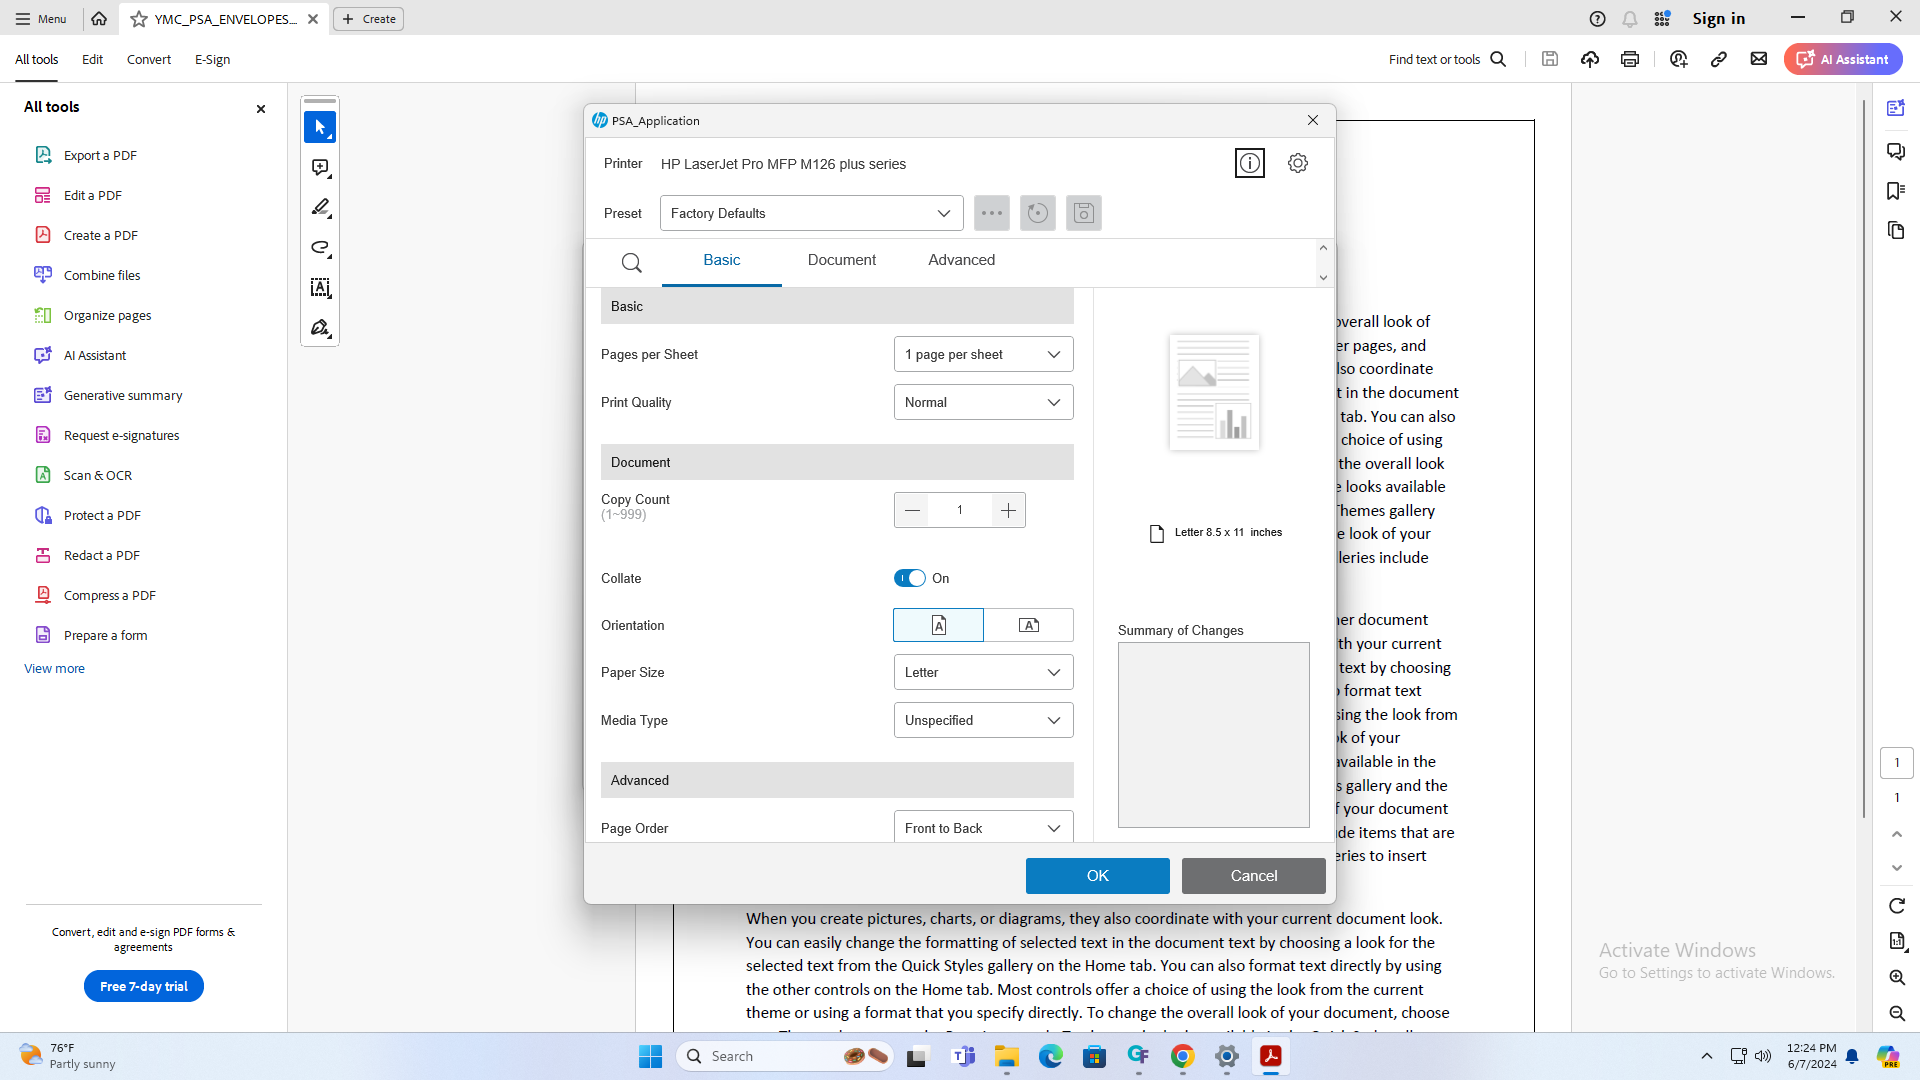 Menu
YMC_PSA_ENVELOPES...
Create
Sign in
All tools
Edit
Convert
E-Sign
Find text or tools
AI Assistant
All tools
Export a PDF
Edit a PDF
Create a PDF
Combine files
Organize pages
AI Assistant
Generative summary
Request e-signatures
Scan & OCR
Protect a PDF
Redact a PDF
Compress a PDF
Prepare a form
View more
Convert, edit and e-sign PDF forms &
agreements
Free 7-day trial
PSA_Application
Printer HP LaserJet Pro MFP M126 plus series
Preset Factory Defaults
Basic Document Advanced
Basic
Pages per Sheet 1 page per sheet
Print Quality Normal
Document
Copy Count
(1~999)
1
Collate On
Orientation
Paper Size Letter
Media Type Unspecified
Advanced
Page Order Front to Back
Letter 8.5 x 11 inches
Summary of Changes
OK Cancel
overall look of
er pages, and
lso coordinate
t in the document
tab. You can also
choice of using
the overall look
e looks available
Themes gallery
e look of your
lleries include
her document
th your current
text by choosing
o format text
sing the look from
ok of your
available in the
s gallery and the
f your document
de items that are
eries to insert
When you create pictures, charts, or diagrams, they also coordinate with your current document look.
You can easily change the formatting of selected text in the document text by choosing a look for the
selected text from the Quick Styles gallery on the Home tab. You can also format text directly by using
the other controls on the Home tab. Most controls offer a choice of using the look from the current
theme or using a format that you specify directly. To change the overall look of your document, choose
1
1
Activate Windows
Go to Settings to activate Windows.
76°F
Partly sunny
Search
12:24 PM
6/7/2024